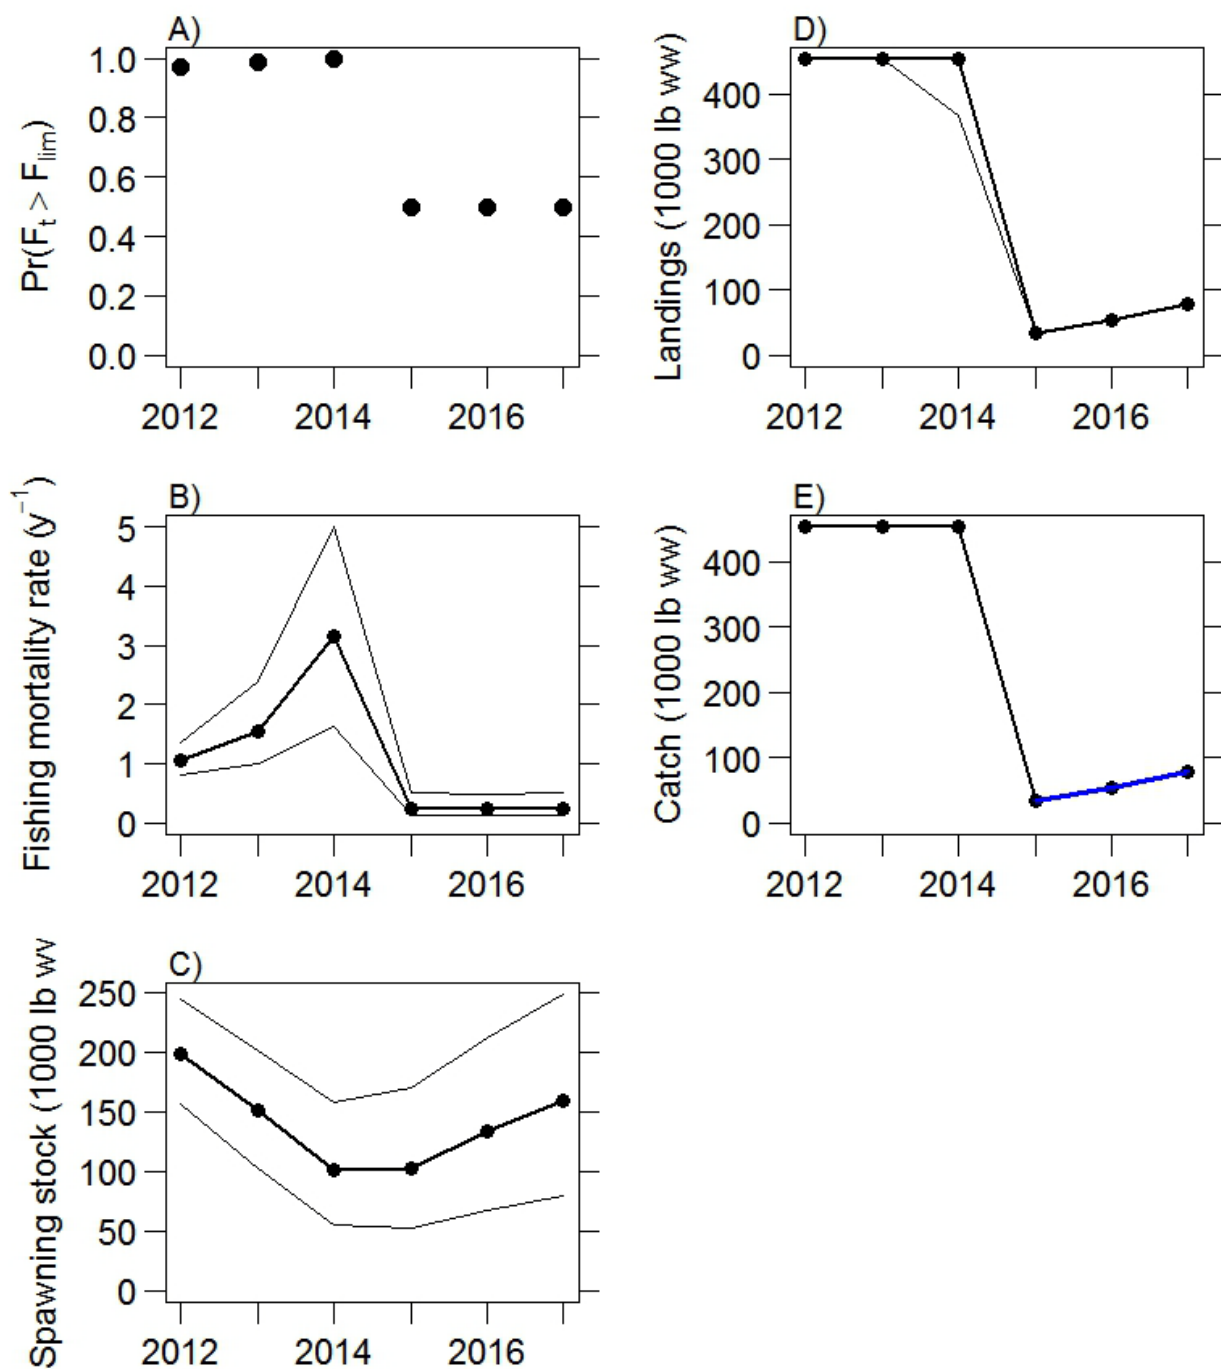 A)
Pr(Fₜ > Fₗᵢₘ)
1.0
0.8
0.6
0.4
0.2
0.0
2012 2014 2016
D)
Landings (1000 lb ww)
400
300
200
100
0
2012 2014 2016
B)
Fishing mortality rate (y⁻¹)
5
4
3
2
1
0
2012 2014 2016
E)
Catch (1000 lb ww)
400
300
200
100
0
2012 2014 2016
C)
Spawning stock (1000 lb wv
250
200
150
100
50
0
2012 2014 2016